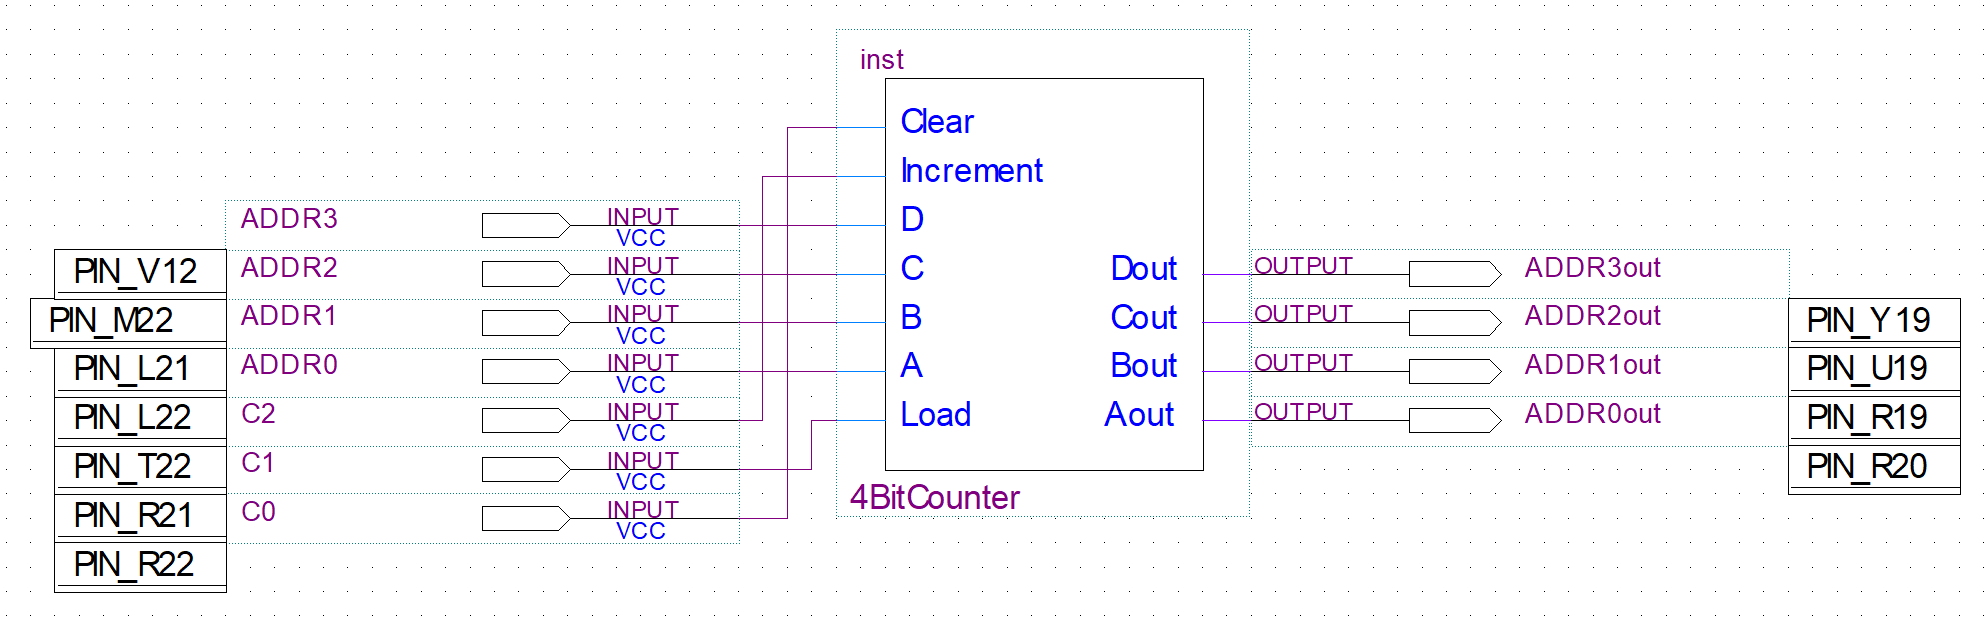 inst
Clear
Increment
ADDR3 INPUT VCC D
PIN_V12 ADDR2 INPUT VCC C Dout OUTPUT ADDR3out
PIN_M22 ADDR1 INPUT VCC B Cout OUTPUT ADDR2out PIN_Y19
PIN_L21 ADDR0 INPUT VCC A Bout OUTPUT ADDR1out PIN_U19
PIN_L22 C2 INPUT VCC Load Aout OUTPUT ADDR0out PIN_R19
PIN_T22 C1 INPUT VCC PIN_R20
4BitCounter
PIN_R21 C0 INPUT VCC
PIN_R22